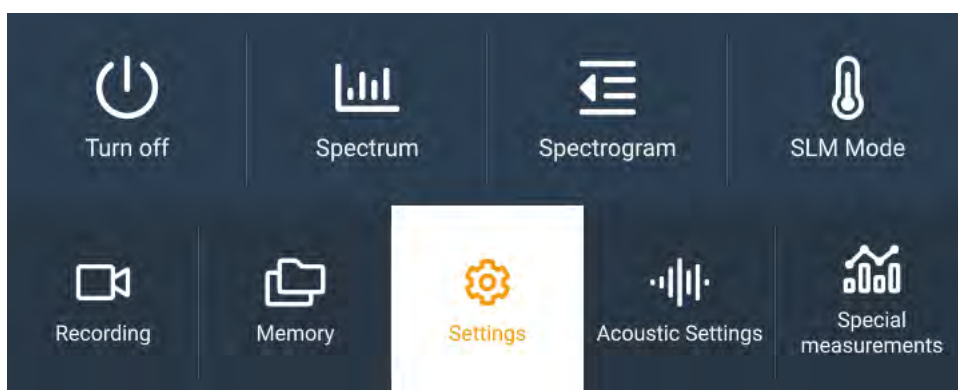 Turn off
Spectrum
Spectrogram
SLM Mode
Recording
Memory
Settings
Acoustic Settings
Special
measurements